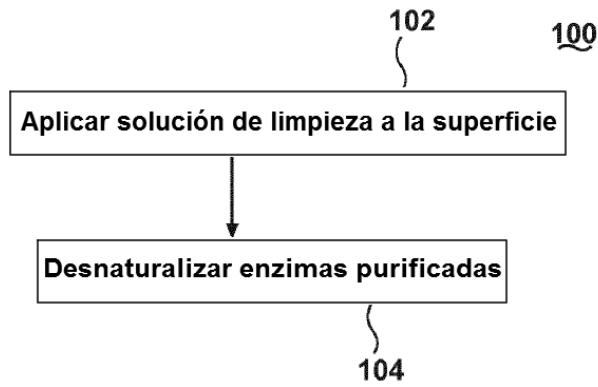 102
100
Aplicar solución de limpieza a la superficie
Desnaturalizar enzimas purificadas
104